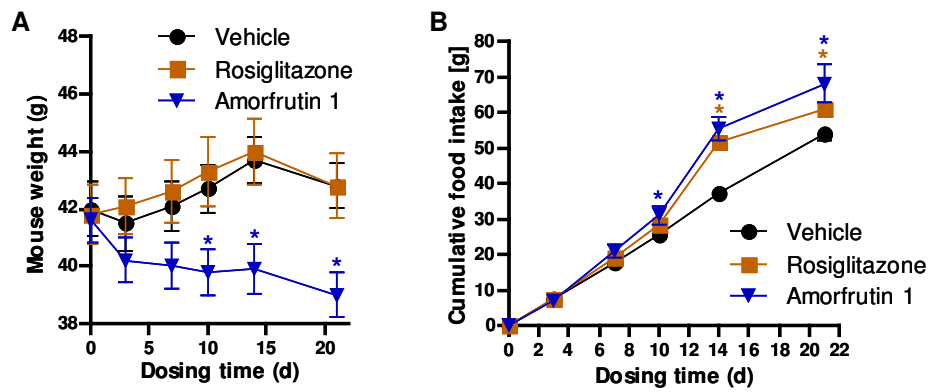 A
48
46
44
42
40
38
Mouse weight (g)
Vehicle
Rosiglitazone
Amorfrutin 1
*
*
*
0 5 10 15 20
Dosing time (d)
B
80
70
60
50
40
30
20
10
0
Cumulative food intake [g]
*
*
*
*
*
Vehicle
Rosiglitazone
Amorfrutin 1
0 2 4 6 8 10 12 14 16 18 20 22
Dosing time (d)